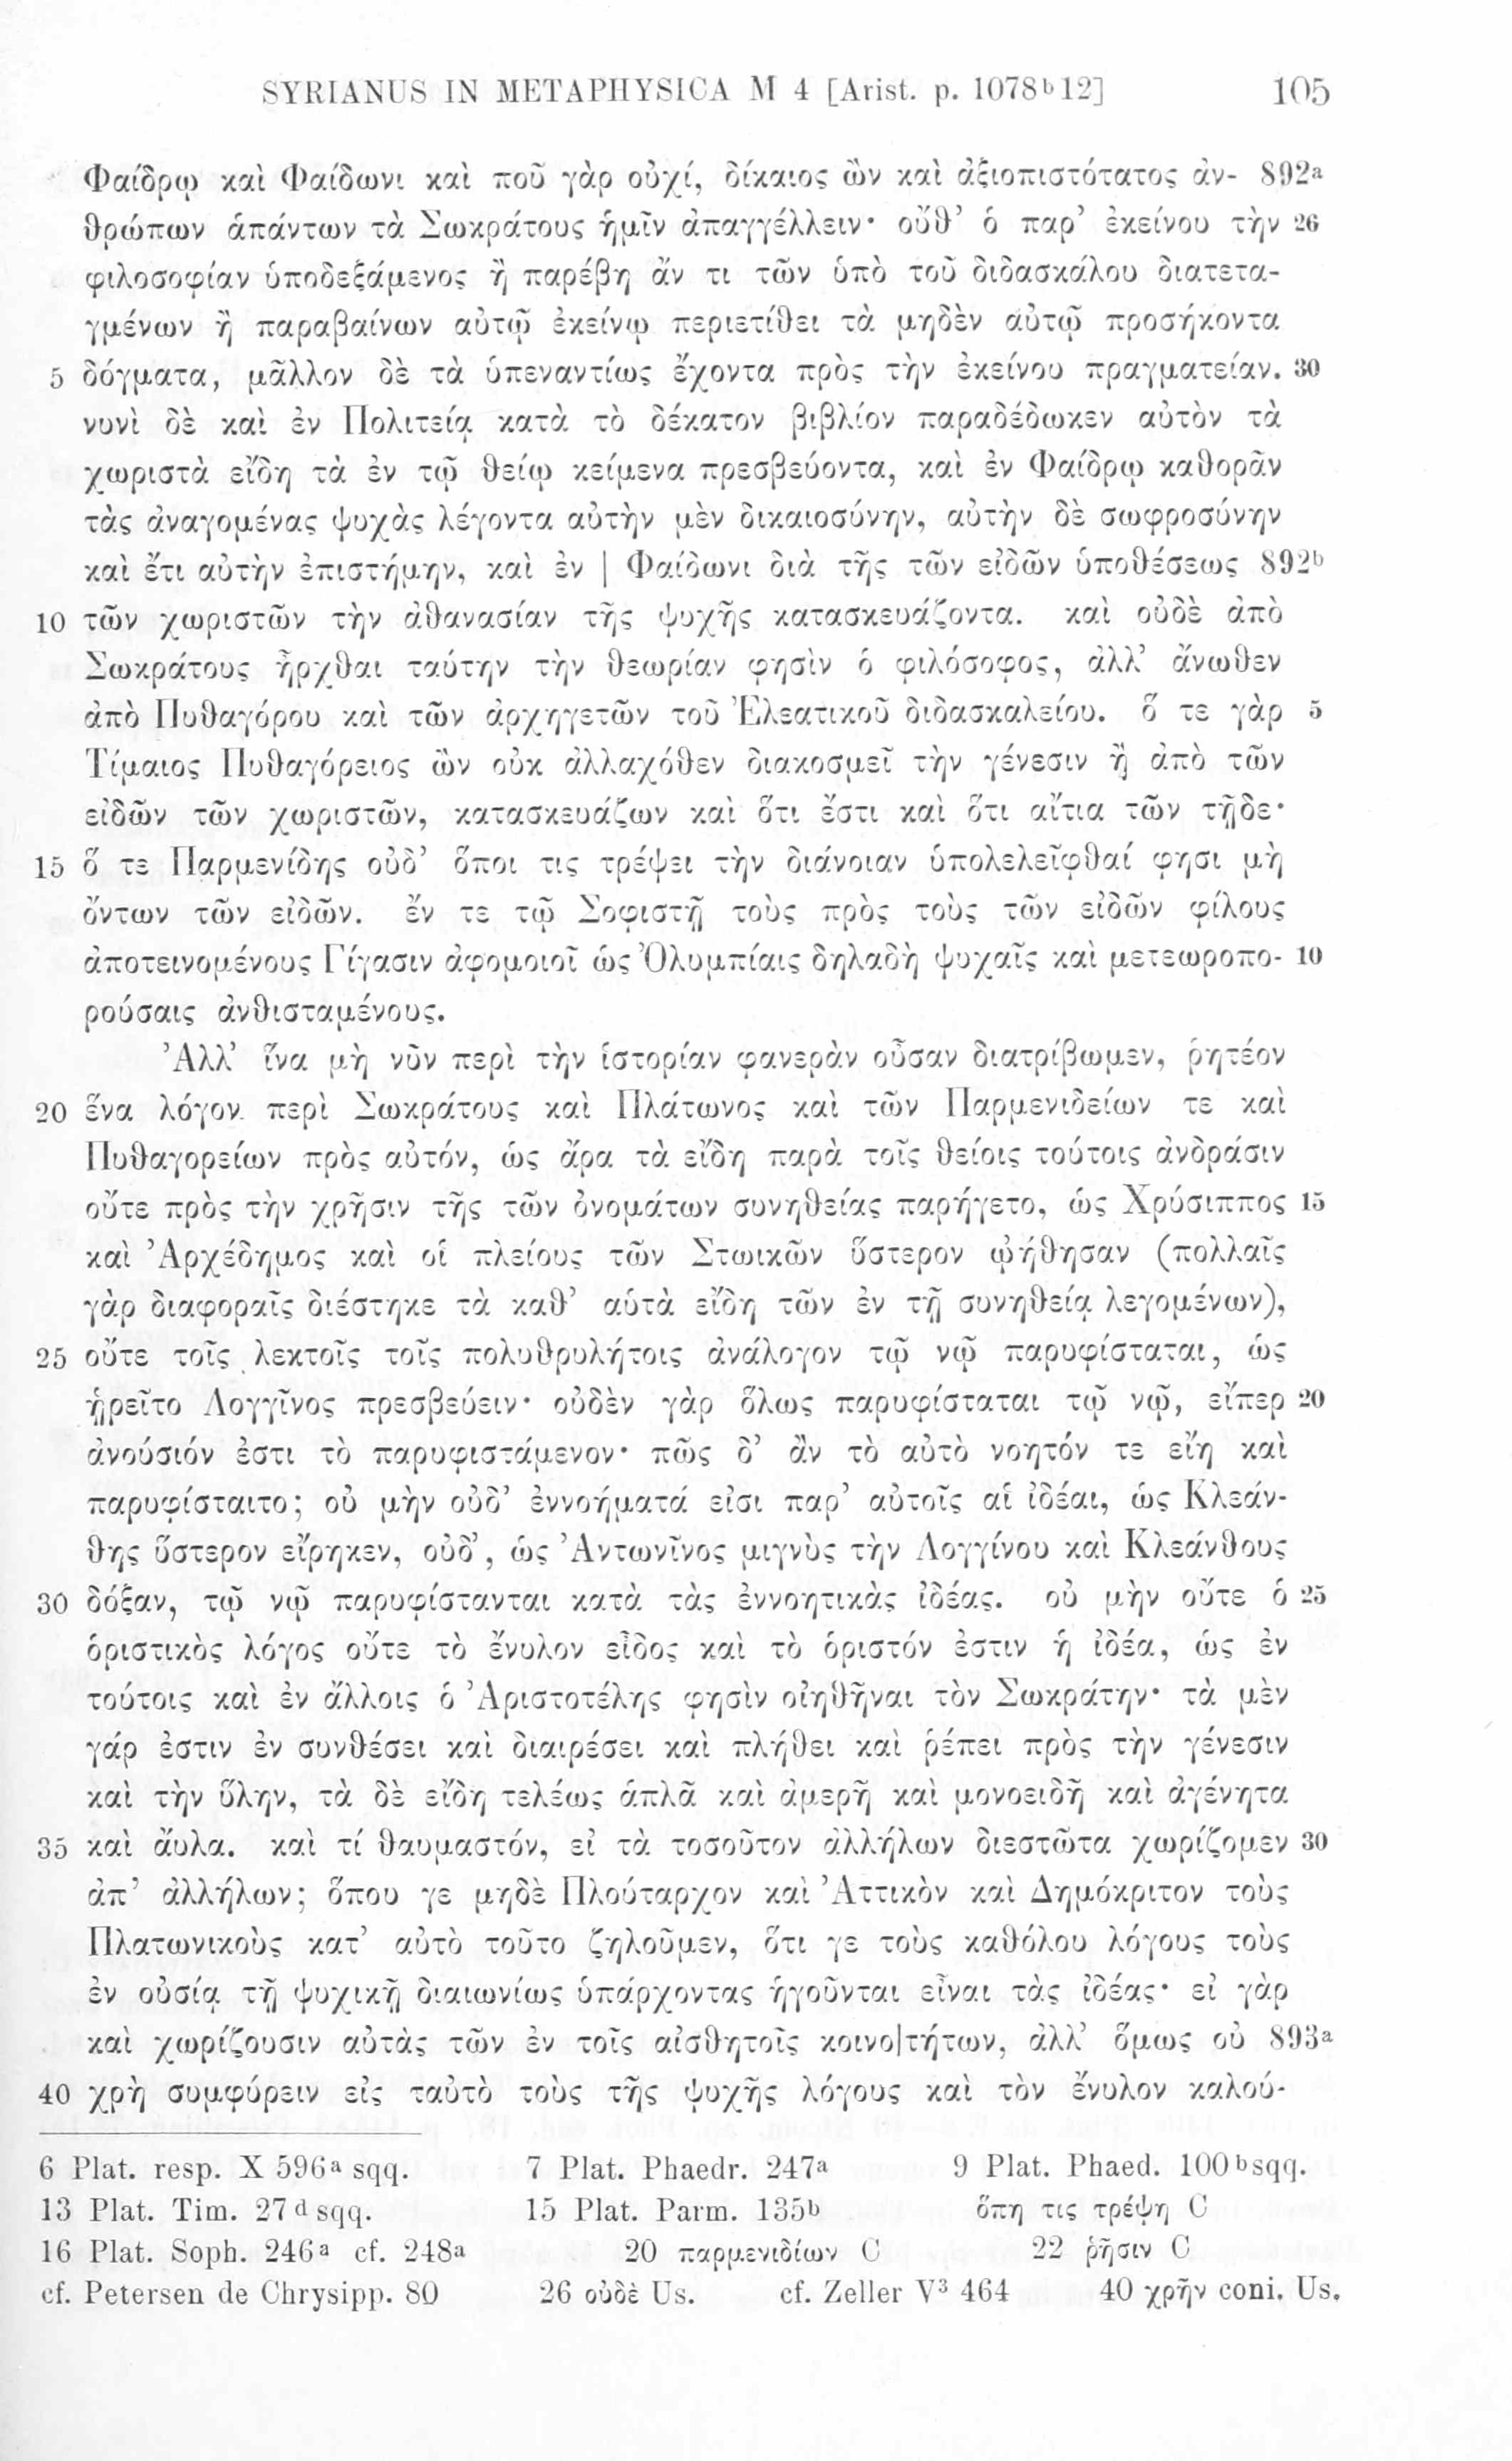 SYRIANUS IN METAPHYSICA M 4 [Arist. p. 1078ᵇ12] 105
Φαίδρῳ καὶ Φαίδωνι καὶ ποῦ γὰρ οὐχί, δίκαιος ὢν καὶ ἀξιοπιστότατος ἀν- 892ᵃ
θρώπων ἁπάντων τὰ Σωκράτους ἡμῖν ἀπαγγέλλειν· οὔθ’ ὁ παρ’ ἐκείνου τὴν 26
φιλοσοφίαν ὑποδεξάμενος ἢ παρέβη ἄν τι τῶν ὑπὸ τοῦ διδασκάλου διατετα-
γμένων ἢ παραβαίνων αὐτῷ ἐκείνῳ περιετίθει τὰ μηδὲν αὐτῷ προσήκοντα
5 δόγματα, μᾶλλον δὲ τὰ ὑπεναντίως ἔχοντα πρὸς τὴν ἐκείνου πραγματείαν. 30
νυνὶ δὲ καὶ ἐν Πολιτείᾳ κατὰ τὸ δέκατον βιβλίον παραδέδωκεν αὐτὸν τὰ
χωριστὰ εἴδη τὰ ἐν τῷ θείῳ κείμενα πρεσβεύοντα, καὶ ἐν Φαίδρῳ καθορᾶν
τὰς ἀναγομένας ψυχὰς λέγοντα αὐτὴν μὲν δικαιοσύνην, αὐτὴν δὲ σωφροσύνην
καὶ ἔτι αὐτὴν ἐπιστήμην, καὶ ἐν | Φαίδωνι διὰ τῆς τῶν εἰδῶν ὑποθέσεως 892ᵇ
10 τῶν χωριστῶν τὴν ἀθανασίαν τῆς ψυχῆς κατασκευάζοντα. καὶ οὐδὲ ἀπὸ
Σωκράτους ἦρχθαι ταύτην τὴν θεωρίαν φησὶν ὁ φιλόσοφος, ἀλλ’ ἄνωθεν
ἀπὸ Πυθαγόρου καὶ τῶν ἀρχηγετῶν τοῦ Ἐλεατικοῦ διδασκαλείου. ὅ τε γὰρ 5
Τίμαιος Πυθαγόρειος ὢν οὐκ ἀλλαχόθεν διακοσμεῖ τὴν γένεσιν ἢ ἀπὸ τῶν
εἰδῶν τῶν χωριστῶν, κατασκευάζων καὶ ὅτι ἔστι καὶ ὅτι αἴτια τῶν τῇδε·
15 ὅ τε Παρμενίδης οὐδ’ ὅποι τις τρέψει τὴν διάνοιαν ὑπολελεῖφθαί φησι μὴ
ὄντων τῶν εἰδῶν. ἔν τε τῷ Σοφιστῇ τοὺς πρὸς τοὺς τῶν εἰδῶν φίλους
ἀποτεινομένους Γίγασιν ἀφομοιοῖ ὡς Ὀλυμπίαις δηλαδὴ ψυχαῖς καὶ μετεωροπο- 10
ρούσαις ἀνθισταμένους.
Ἀλλ’ ἵνα μὴ νῦν περὶ τὴν ἱστορίαν φανερὰν οὖσαν διατρίβωμεν, ῥητέον
20 ἕνα λόγον περὶ Σωκράτους καὶ Πλάτωνος καὶ τῶν Παρμενιδείων τε καὶ
Πυθαγορείων πρὸς αὐτόν, ὡς ἄρα τὰ εἴδη παρὰ τοῖς θείοις τούτοις ἀνδράσιν
οὔτε πρὸς τὴν χρῆσιν τῆς τῶν ὀνομάτων συνηθείας παρήγετο, ὡς Χρύσιππος 15
καὶ Ἀρχέδημος καὶ οἱ πλείους τῶν Στωικῶν ὕστερον ᾠήθησαν (πολλαῖς
γὰρ διαφοραῖς διέστηκε τὰ καθ’ αὑτὰ εἴδη τῶν ἐν τῇ συνηθείᾳ λεγομένων),
25 οὔτε τοῖς λεκτοῖς τοῖς πολυθρυλήτοις ἀνάλογον τῷ νῷ παρυφίσταται, ὡς
ᾑρεῖτο Λογγῖνος πρεσβεύειν· οὐδὲν γὰρ ὅλως παρυφίσταται τῷ νῷ, εἴπερ 20
ἀνούσιόν ἐστι τὸ παρυφιστάμενον· πῶς δ’ ἂν τὸ αὐτὸ νοητόν τε εἴη καὶ
παρυφίσταιτο; οὐ μὴν οὐδ’ ἐννοήματά εἰσι παρ’ αὐτοῖς αἱ ἰδέαι, ὡς Κλεάν-
θης ὕστερον εἴρηκεν, οὐδ’, ὡς Ἀντωνῖνος μιγνὺς τὴν Λογγίνου καὶ Κλεάνθους
30 δόξαν, τῷ νῷ παρυφίστανται κατὰ τὰς ἐννοητικὰς ἰδέας. οὐ μὴν οὔτε ὁ 25
ὁριστικὸς λόγος οὔτε τὸ ἔνυλον εἶδος καὶ τὸ ὁριστόν ἐστιν ἡ ἰδέα, ὡς ἐν
τούτοις καὶ ἐν ἄλλοις ὁ Ἀριστοτέλης φησὶν οἰηθῆναι τὸν Σωκράτην· τὰ μὲν
γάρ ἐστιν ἐν συνθέσει καὶ διαιρέσει καὶ πλήθει καὶ ῥέπει πρὸς τὴν γένεσιν
καὶ τὴν ὕλην, τὰ δὲ εἴδη τελέως ἁπλᾶ καὶ ἀμερῆ καὶ μονοειδῆ καὶ ἀγένητα
35 καὶ ἄυλα. καὶ τί θαυμαστόν, εἰ τὰ τοσοῦτον ἀλλήλων διεστῶτα χωρίζομεν 30
ἀπ’ ἀλλήλων; ὅπου γε μηδὲ Πλούταρχον καὶ Ἀττικὸν καὶ Δημόκριτον τοὺς
Πλατωνικοὺς κατ’ αὐτὸ τοῦτο ζηλοῦμεν, ὅτι γε τοὺς καθόλου λόγους τοὺς
ἐν οὐσίᾳ τῇ ψυχικῇ διαιωνίως ὑπάρχοντας ἡγοῦνται εἶναι τὰς ἰδέας· εἰ γὰρ
καὶ χωρίζουσιν αὐτὰς τῶν ἐν τοῖς αἰσθητοῖς κοινο|τήτων, ἀλλ’ ὅμως οὐ 893ᵃ
40 χρὴ συμφύρειν εἰς ταὐτὸ τοὺς τῆς ψυχῆς λόγους καὶ τὸν ἔνυλον καλού-
6 Plat. resp. X 596ᵃ sqq. 7 Plat. Phaedr. 247ᵃ 9 Plat. Phaed. 100ᵇsqq.
13 Plat. Tim. 27ᵈ sqq. 15 Plat. Parm. 135ᵇ ὅπη τις τρέψῃ C
16 Plat. Soph. 246ᵃ cf. 248ᵃ 20 παρμενιδίων C 22 ῥῆσιν C
cf. Petersen de Chrysipp. 80 26 οὐδὲ Us. cf. Zeller V³ 464 40 χρῆν coni. Us.